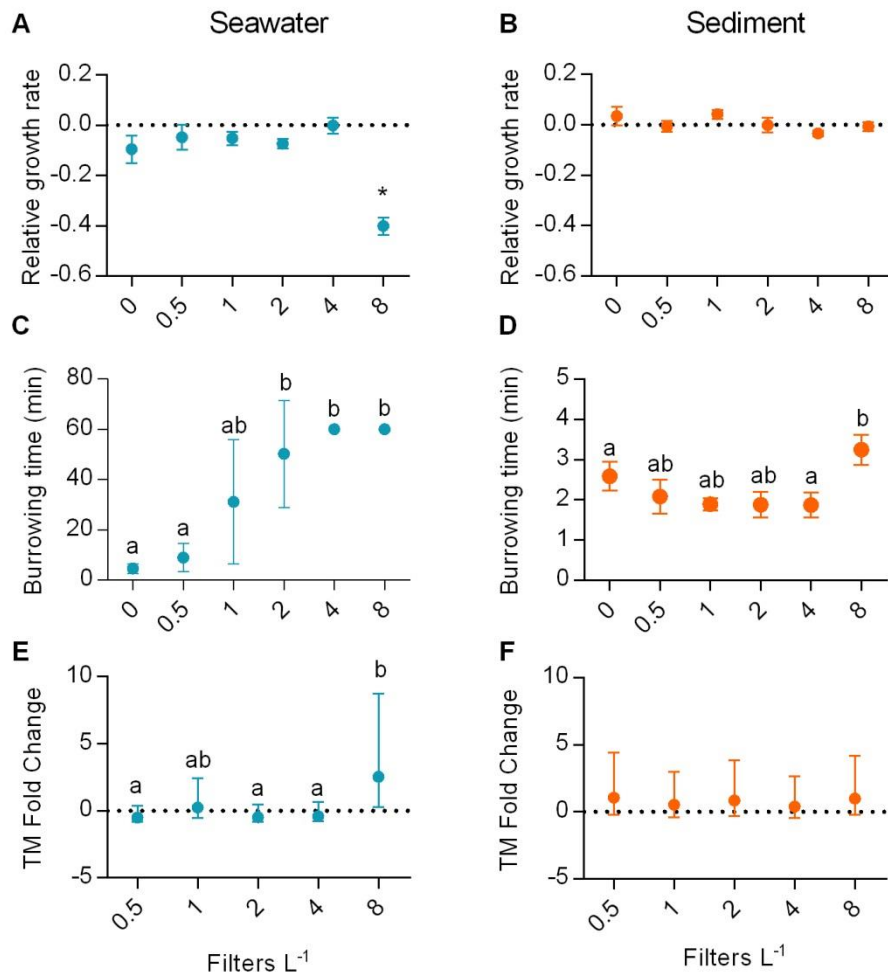 A Seawater
Relative growth rate
0.2
0.0
-0.2
-0.4
-0.6
*
0 0.5 1 2 4 8
B Sediment
Relative growth rate
0.2
0.0
-0.2
-0.4
-0.6
0 0.5 1 2 4 8
C
Burrowing time (min)
80
60
40
20
0
a a ab b b b
0 0.5 1 2 4 8
D
Burrowing time (min)
5
4
3
2
1
0
a ab ab ab a b
0 0.5 1 2 4 8
E
TM Fold Change
10
5
0
-5
a ab a a b
0.5 1 2 4 8
Filters L⁻¹
F
TM Fold Change
10
5
0
-5
0.5 1 2 4 8
Filters L⁻¹